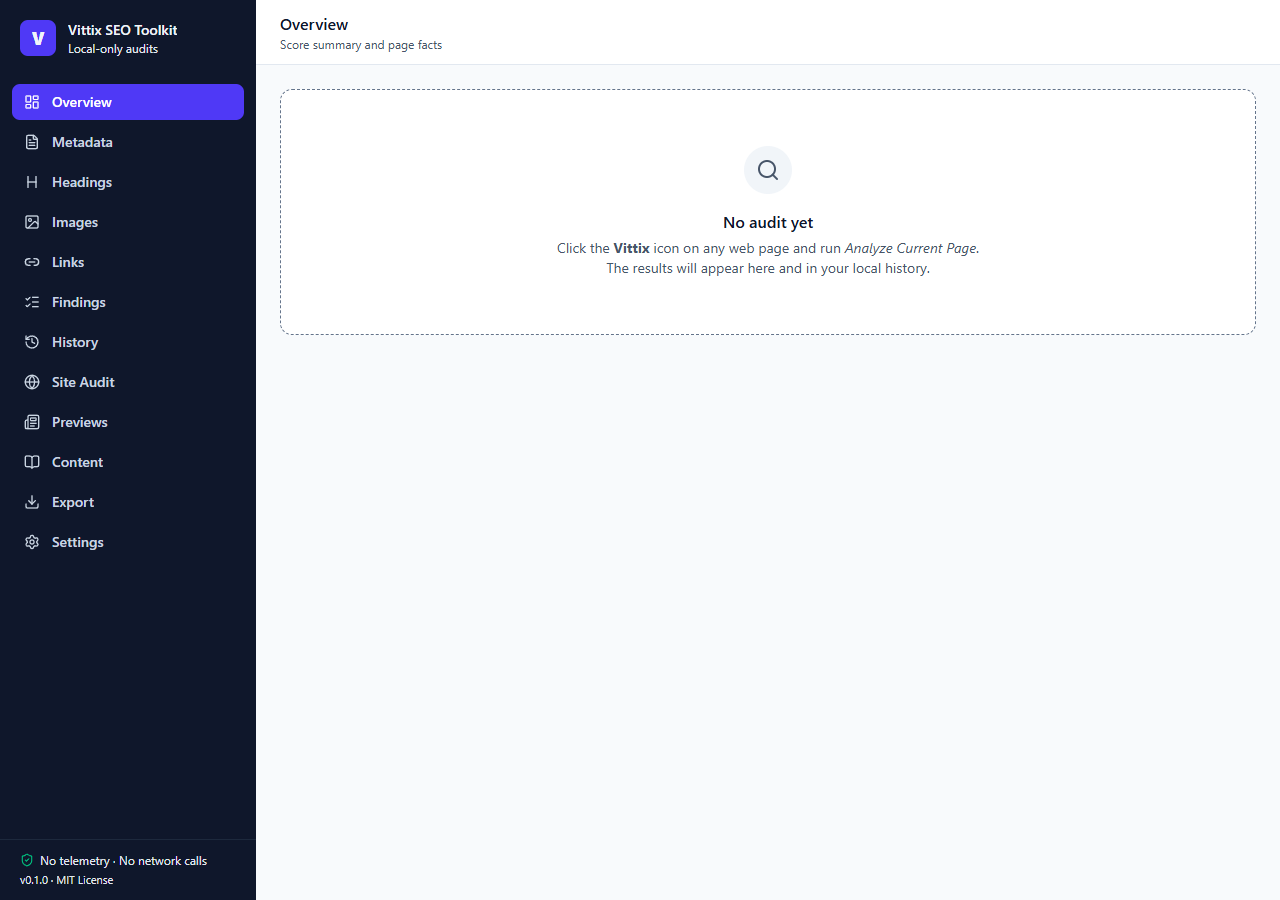 V
Vittix SEO Toolkit
Local-only audits
Overview
Metadata
Headings
Images
Links
Findings
History
Site Audit
Previews
Content
Export
Settings
No telemetry · No network calls
v0.1.0 · MIT License
Overview
Score summary and page facts
No audit yet
Click the Vittix icon on any web page and run Analyze Current Page.
The results will appear here and in your local history.